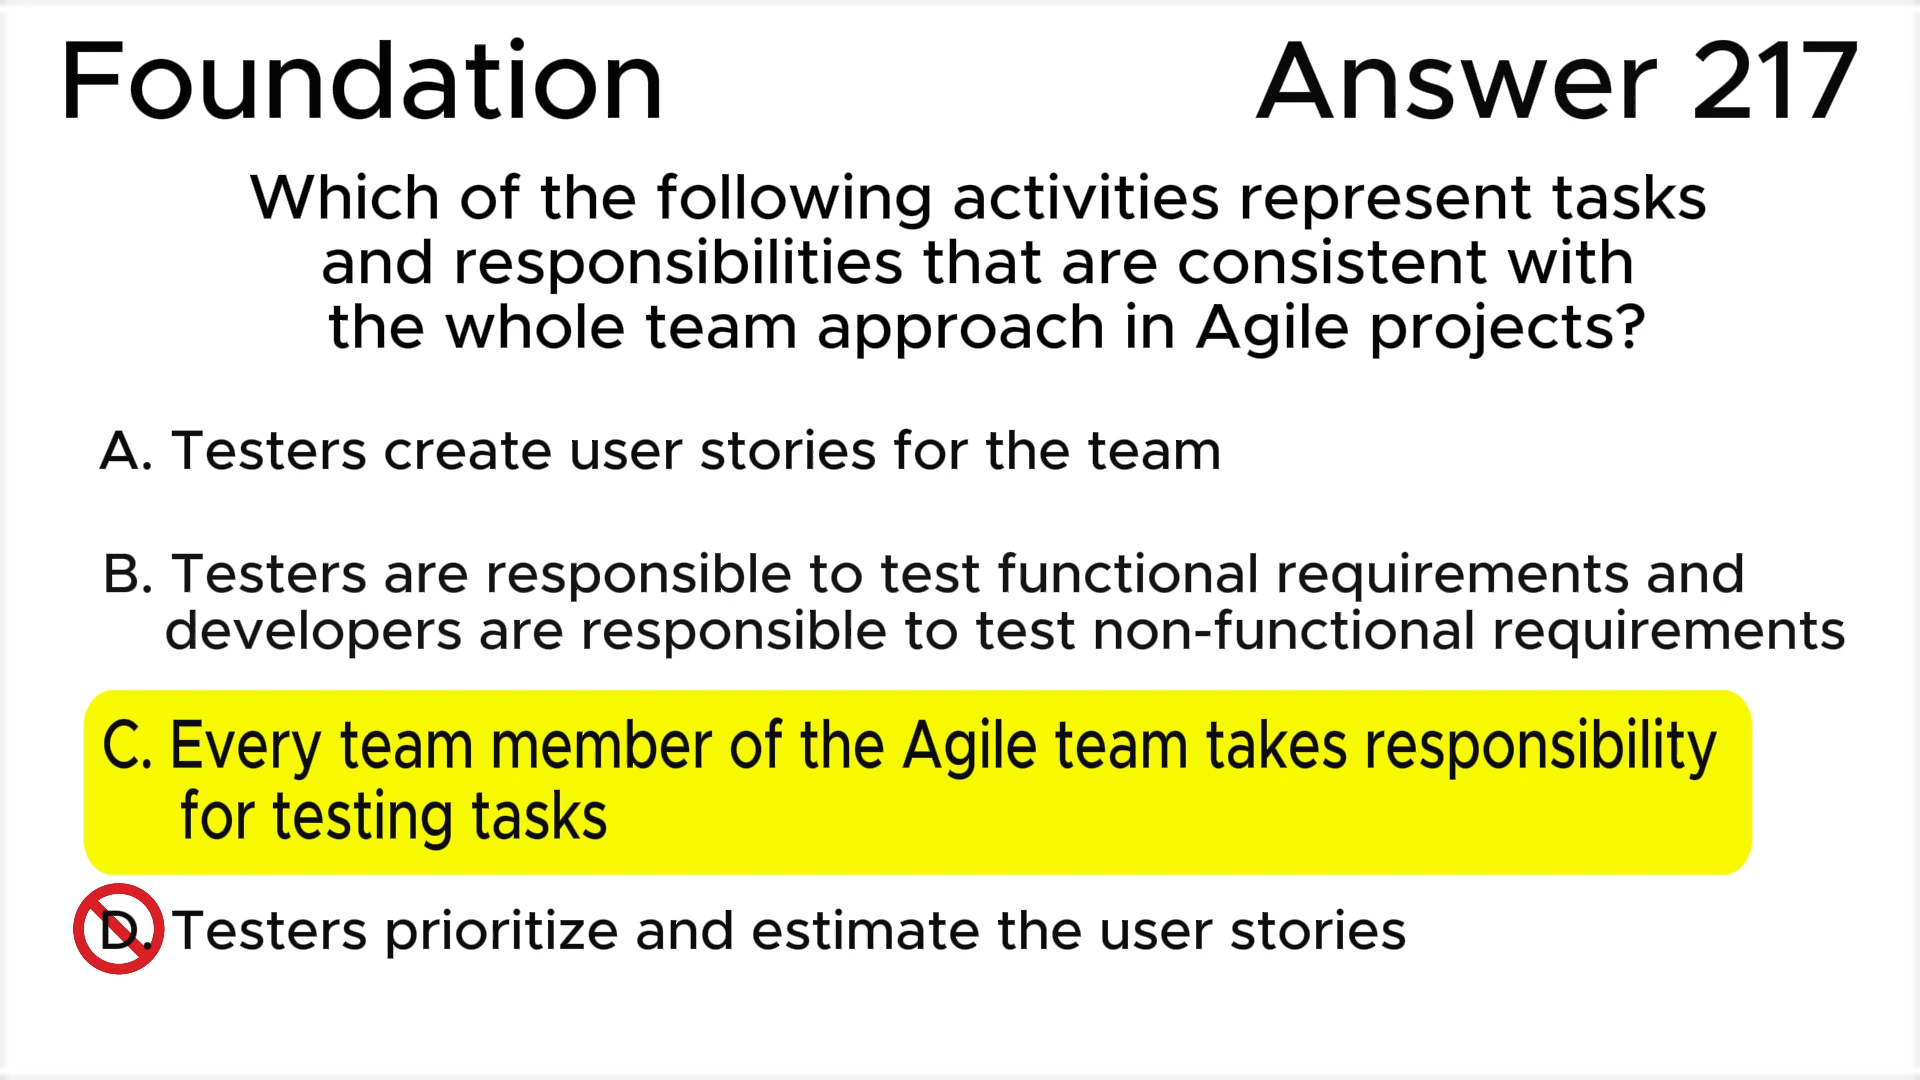 Foundation
Answer 217
Which of the following activities represent tasks
and responsibilities that are consistent with
the whole team approach in Agile projects?
A. Testers create user stories for the team
B. Testers are responsible to test functional requirements and
developers are responsible to test non-functional requirements
C. Every team member of the Agile team takes responsibility
for testing tasks
D. Testers prioritize and estimate the user stories